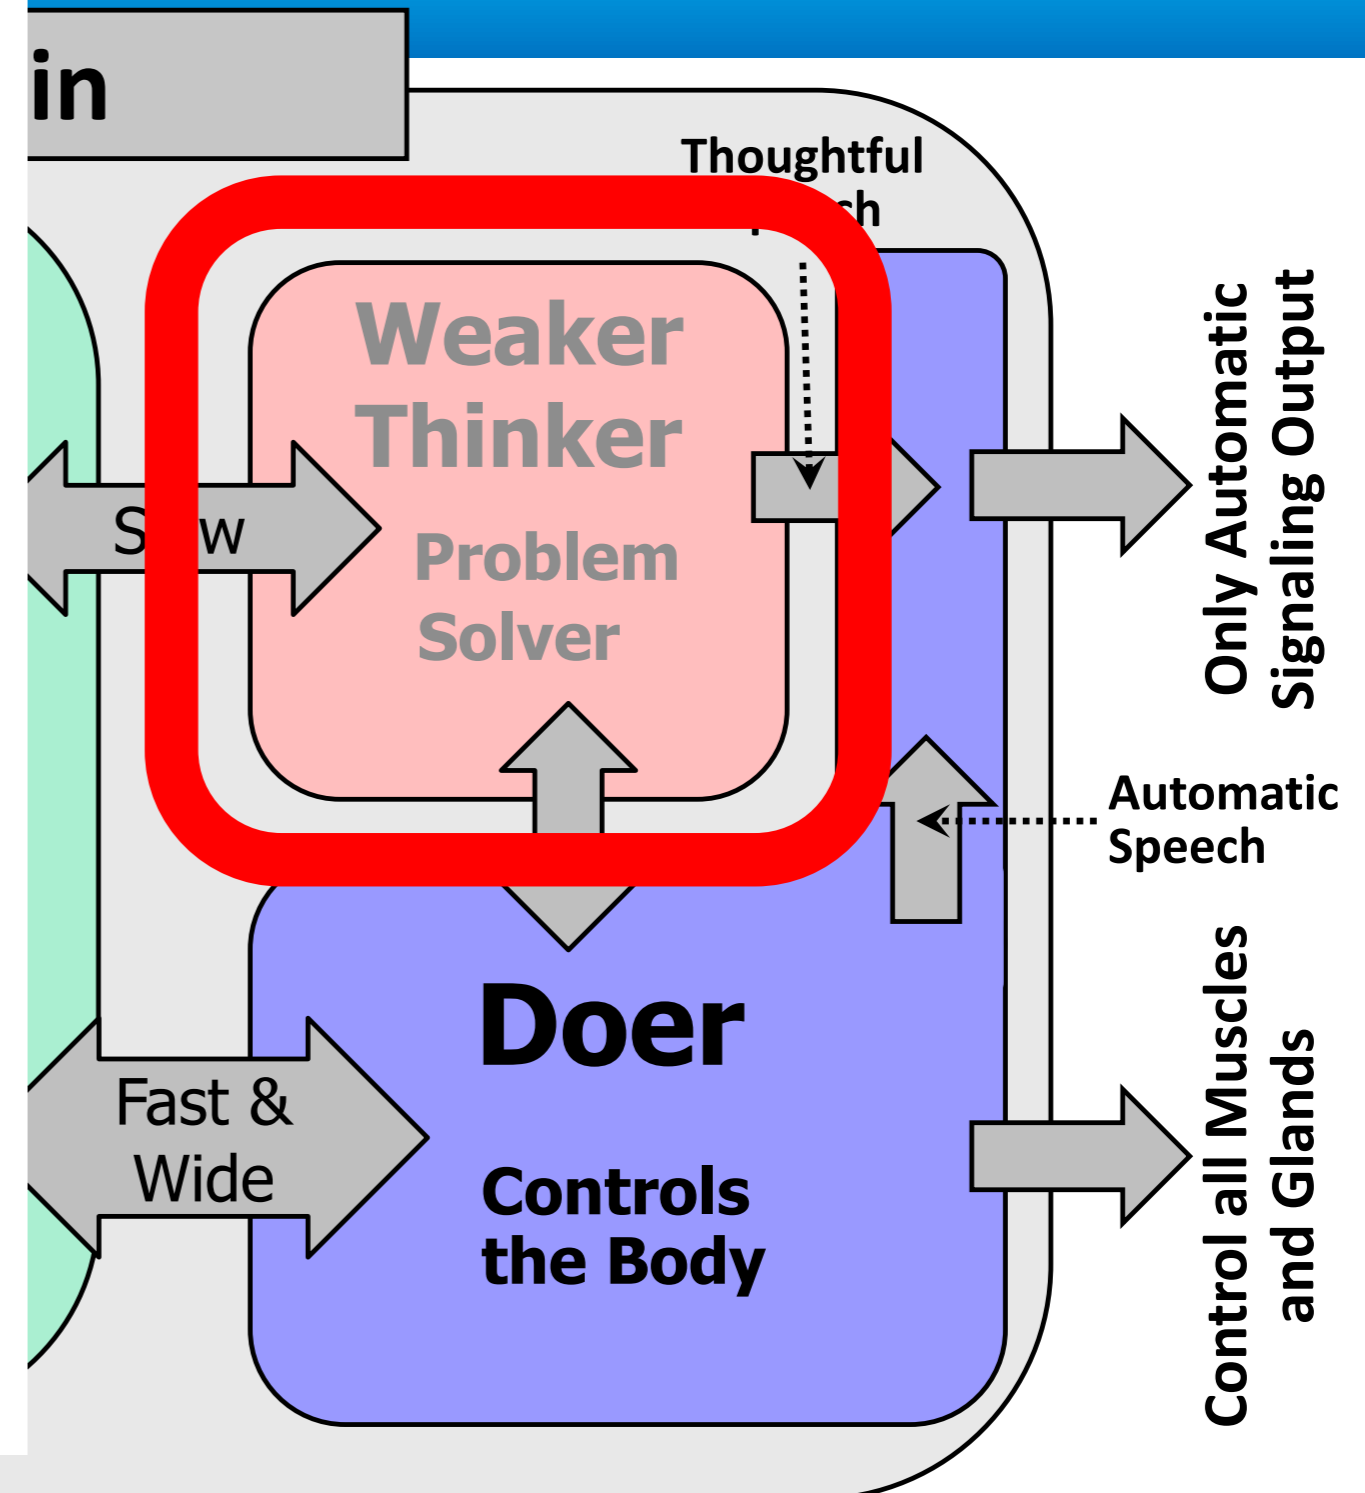 in
Thoughtful
Weaker
Thinker
Problem
Solver
Only Automatic
Signaling Output
Automatic
Speech
Doer
Fast &
Wide
Controls
the Body
Control all Muscles
and Glands